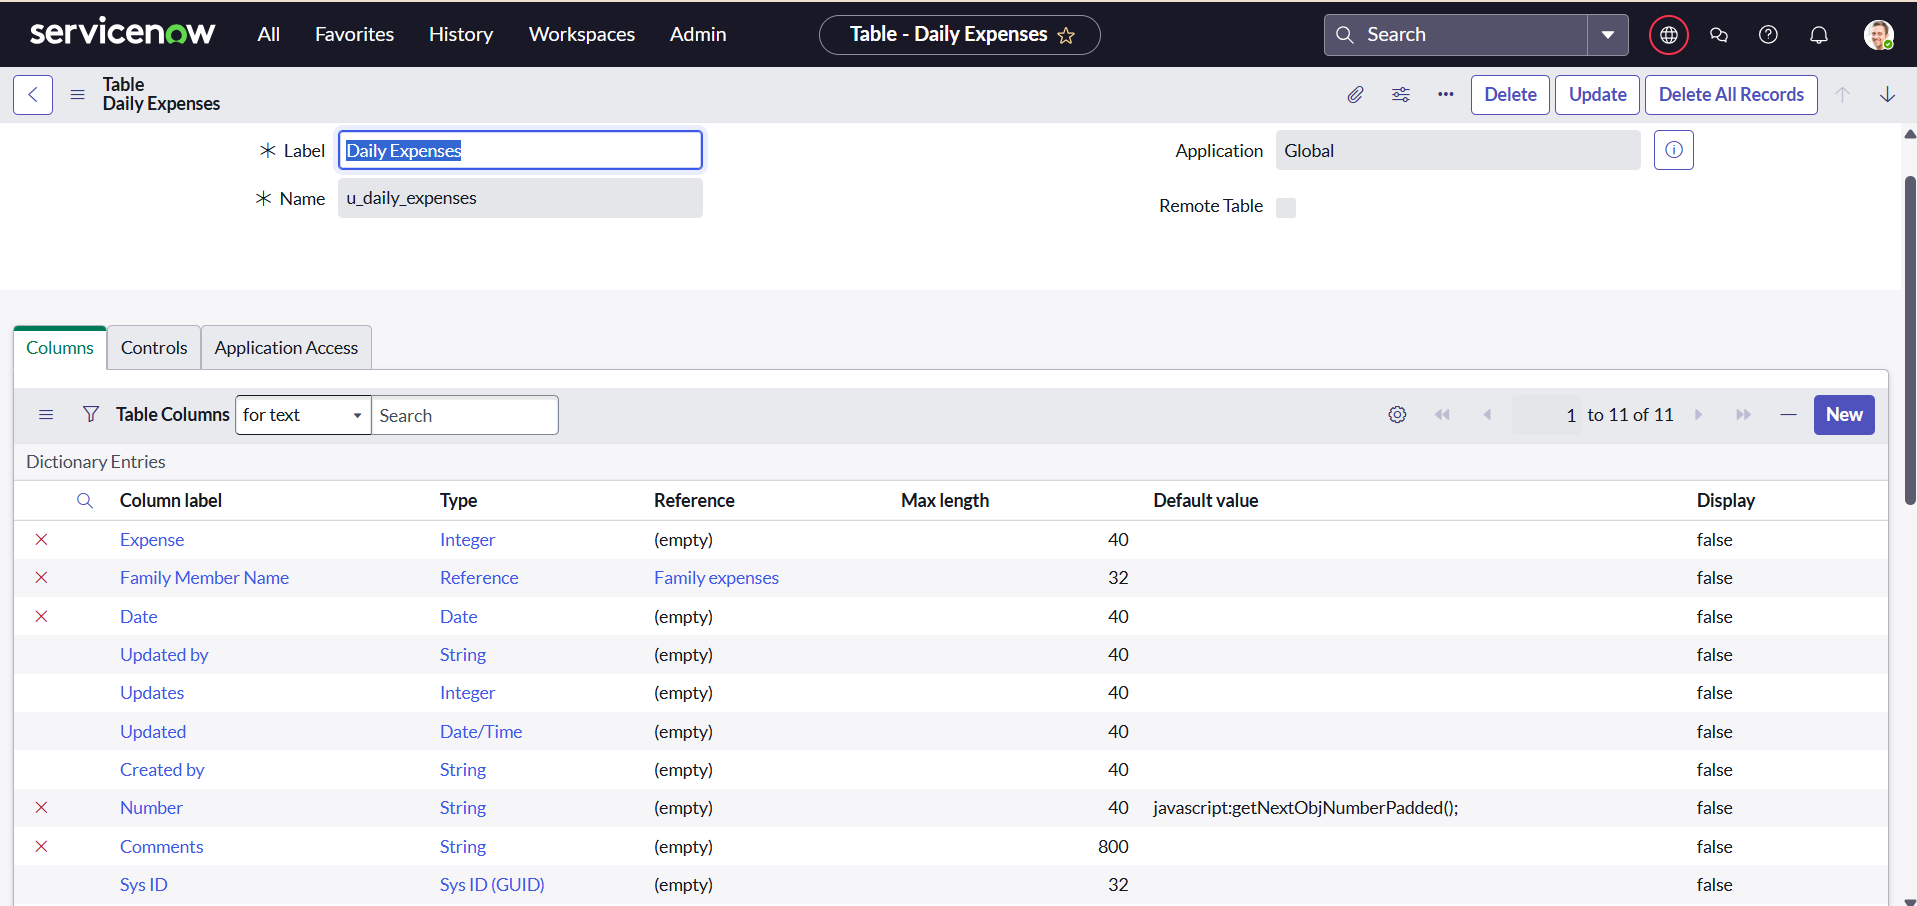 servicenow All Favorites History Workspaces Admin Table - Daily Expenses Search
Table
Daily Expenses
Delete Update Delete All Records
Label Daily Expenses Application Global
Name u_daily_expenses
Remote Table
Columns Controls Application Access
Table Columns for text Search 1 to 11 of 11 New
Dictionary Entries
Column label Type Reference Max length Default value Display
Expense Integer (empty) 40 false
Family Member Name Reference Family expenses 32 false
Date Date (empty) 40 false
Updated by String (empty) 40 false
Updates Integer (empty) 40 false
Updated Date/Time (empty) 40 false
Created by String (empty) 40 false
Number String (empty) 40 javascript:getNextObjNumberPadded(); false
Comments String (empty) 800 false
Sys ID Sys ID (GUID) (empty) 32 false